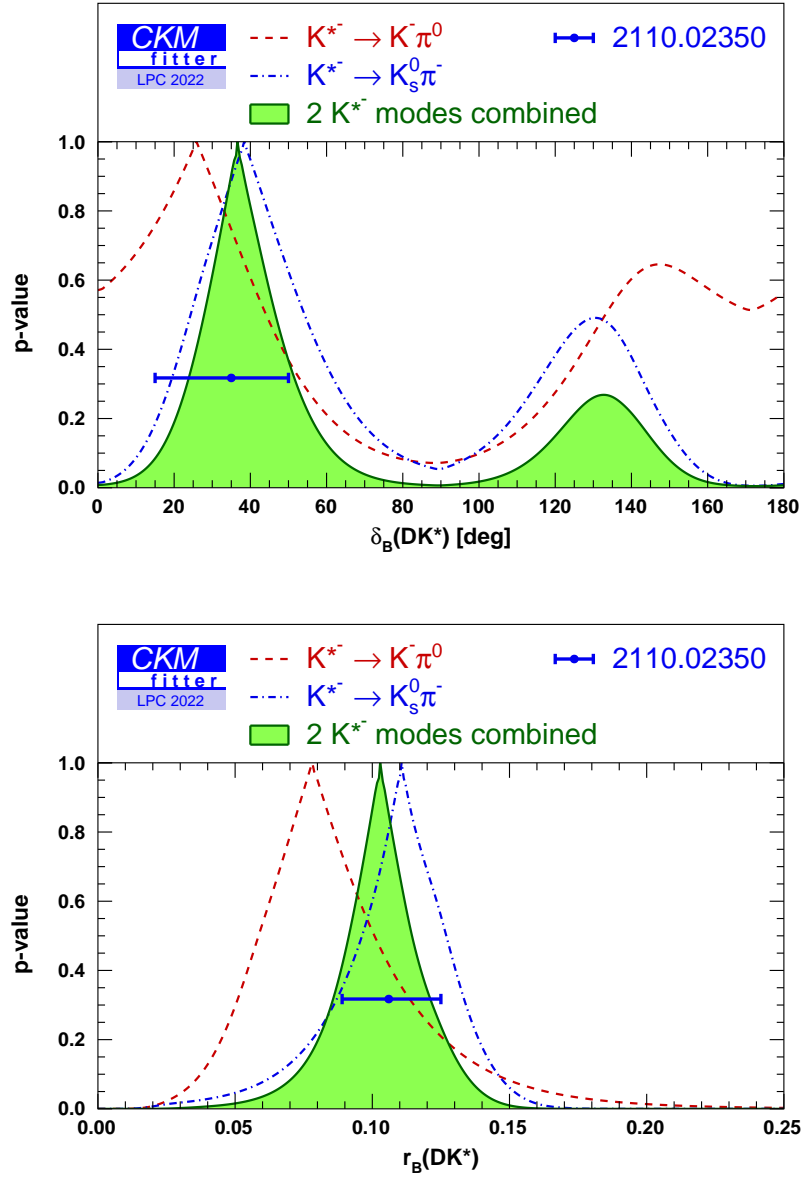 CKM
fitter
LPC 2022
K*⁻ → K⁻π⁰
2110.02350
K*⁻ → Kₛ⁰π⁻
2 K*⁻ modes combined
1.0
0.8
0.6
0.4
0.2
0.0
p-value
0 20 40 60 80 100 120 140 160 180
δ_B(DK*) [deg]
CKM
fitter
LPC 2022
K*⁻ → K⁻π⁰
2110.02350
K*⁻ → Kₛ⁰π⁻
2 K*⁻ modes combined
1.0
0.8
0.6
0.4
0.2
0.0
p-value
0.00 0.05 0.10 0.15 0.20 0.25
r_B(DK*)